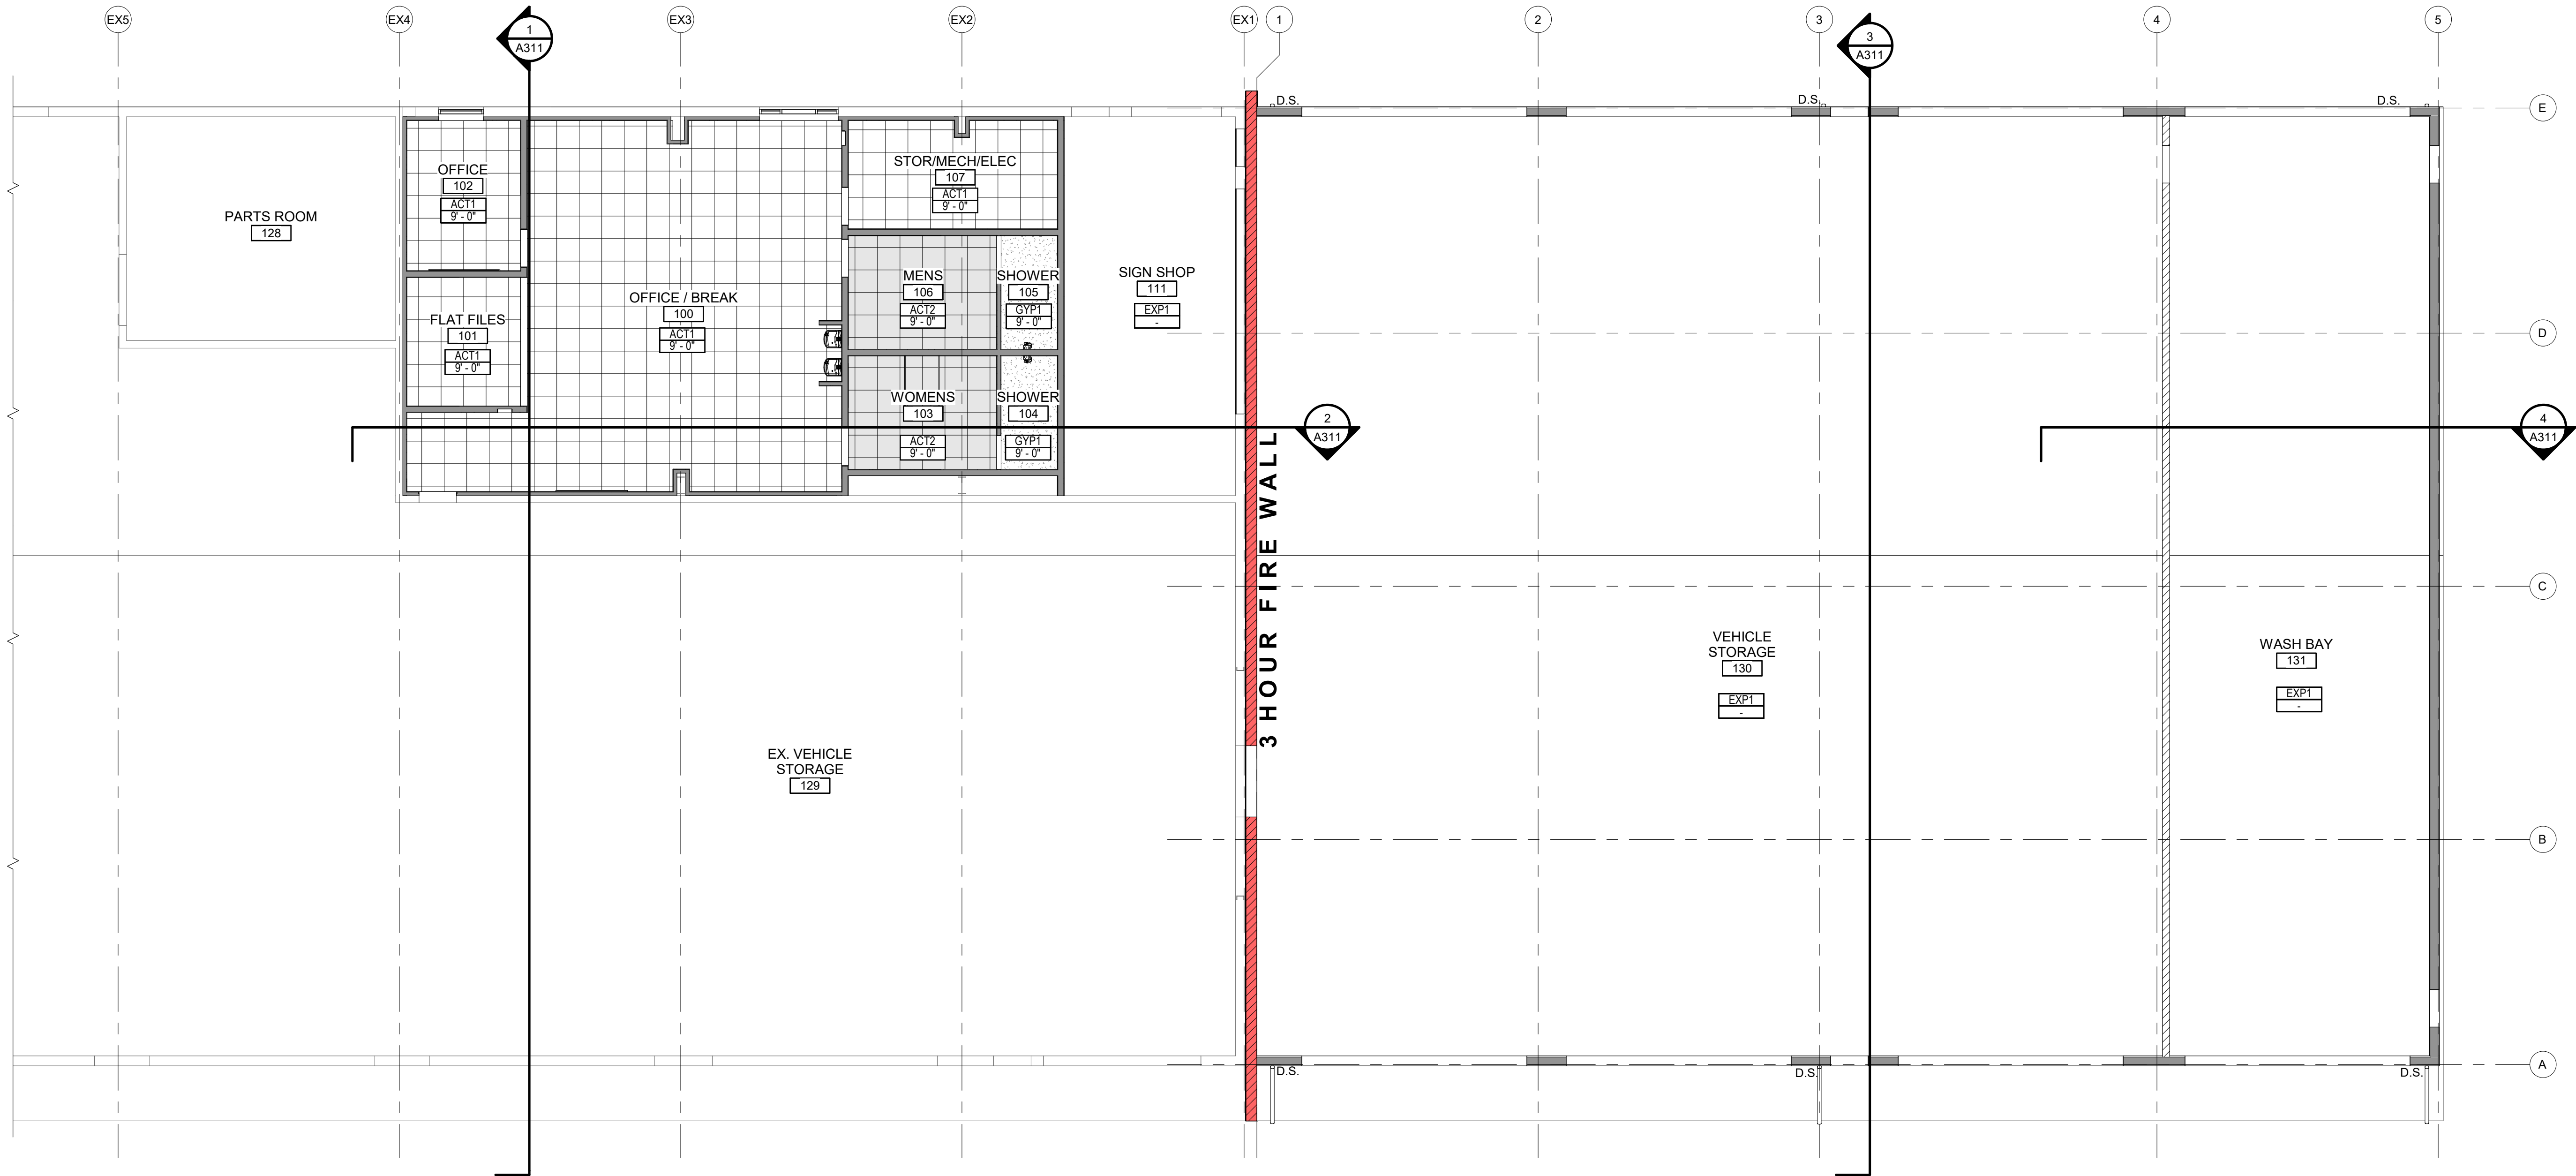 EX5
EX4
EX3
EX2
EX1
1
2
3
4
5
1
A311
3
A311
D.S.
D.S.
D.S.
E
OFFICE
102
ACT1
9' - 0"
STOR/MECH/ELEC
107
ACT1
9' - 0"
PARTS ROOM
128
MENS
106
ACT2
9' - 0"
SHOWER
105
GYP1
9' - 0"
SIGN SHOP
111
EXP1
-
OFFICE / BREAK
100
ACT1
9' - 0"
FLAT FILES
101
ACT1
9' - 0"
D
WOMENS
103
ACT2
9' - 0"
SHOWER
104
GYP1
9' - 0"
2
A311
4
A311
3 HOUR FIRE WALL
C
VEHICLE
STORAGE
130
EXP1
-
WASH BAY
131
EXP1
-
EX. VEHICLE
STORAGE
129
B
A
D.S.
D.S.
D.S.